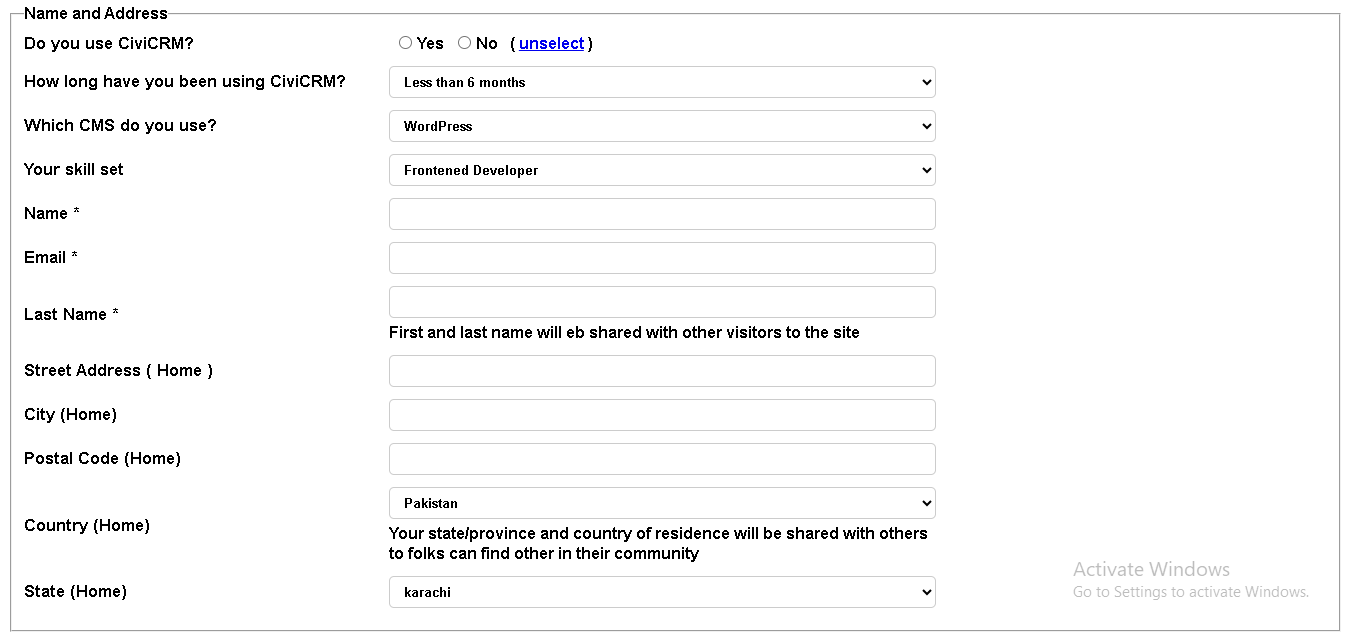 Name and Address
Do you use CiviCRM? Yes No ( unselect )
How long have you been using CiviCRM? Less than 6 months
Which CMS do you use? WordPress
Your skill set Frontened Developer
Name *
Email *
Last Name *
First and last name will eb shared with other visitors to the site
Street Address ( Home )
City (Home)
Postal Code (Home)
Pakistan
Country (Home)
Your state/province and country of residence will be shared with others
to folks can find other in their community
State (Home) karachi
Activate Windows
Go to Settings to activate Windows.